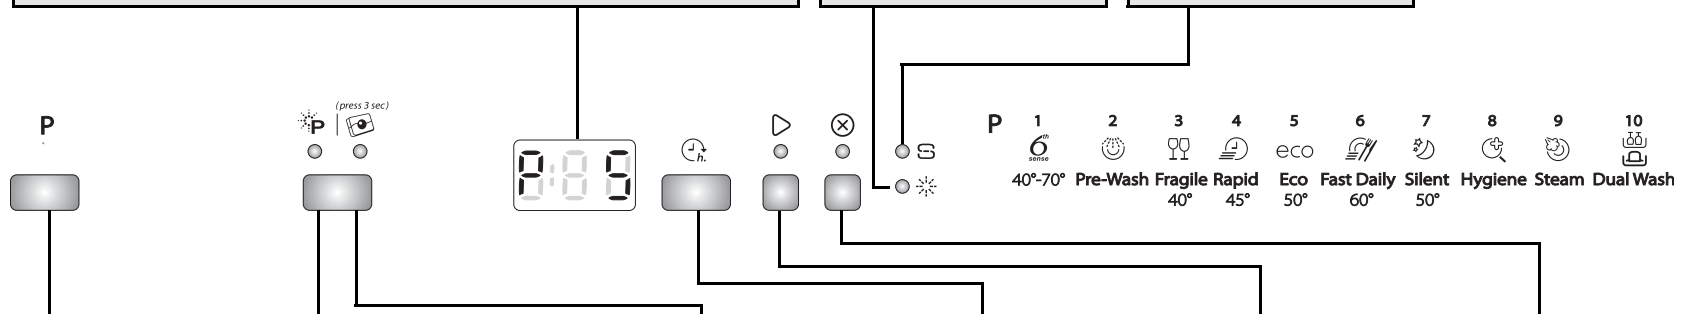 P
P
(press 3 sec)
P 5
h.
P
1 2 3 4 5 6 7 8 9 10
6th sense
eco
40°-70° Pre-Wash Fragile Rapid Eco Fast Daily Silent Hygiene Steam Dual Wash
40° 45° 50° 60° 50°